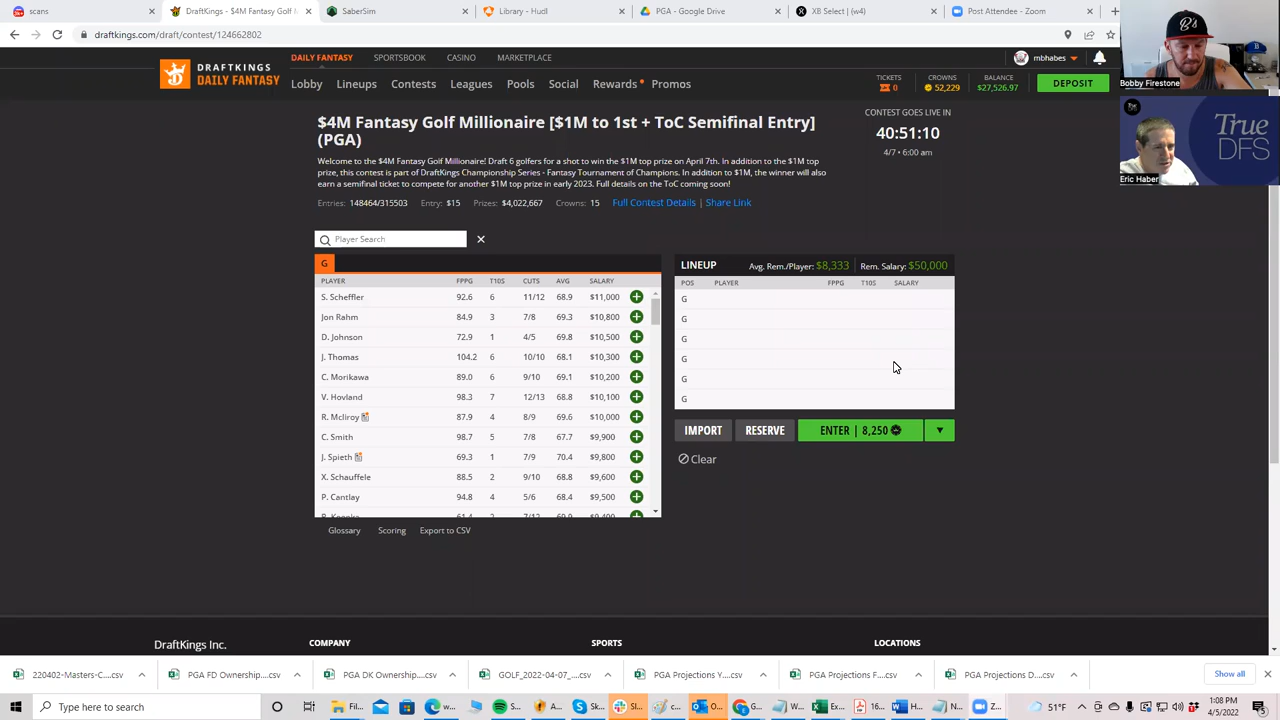 scans
DraftKings - $4M Fantasy Golf M
SaberSim
Library - Hudl
PGA - Google Drive
XB Select | (w4)
Post Attendee - Zoom
draftkings.com/draft/contest/124662802
DRAFTKINGS
DAILY FANTASY
DAILY FANTASY SPORTSBOOK CASINO MARKETPLACE
mbhabes
Lobby Lineups Contests Leagues Pools Social Rewards Promos
TICKETS CROWNS BALANCE
0 52,229 $27,526.97
DEPOSIT
Bobby Firestone
True
DFS
Eric Haber
$4M Fantasy Golf Millionaire [$1M to 1st + ToC Semifinal Entry]
(PGA)
CONTEST GOES LIVE IN
40:51:10
4/7 • 6:00 am
Welcome to the $4M Fantasy Golf Millionaire! Draft 6 golfers for a shot to win the $1M top prize on April 7th. In addition to the $1M top
prize, this contest is part of DraftKings Championship Series - Fantasy Tournament of Champions. In addition to $1M, the winner will also
earn a semifinal ticket to compete for another $1M top prize in early 2023. Full details on the ToC coming soon!
Entries: 148464/315503 Entry: $15 Prizes: $4,022,667 Crowns: 15 Full Contest Details | Share Link
Player Search
G
PLAYER FPPG T10S CUTS AVG SALARY
S. Scheffler 92.6 6 11/12 68.9 $11,000
Jon Rahm 84.9 3 7/8 69.3 $10,800
D. Johnson 72.9 1 4/5 69.8 $10,500
J. Thomas 104.2 6 10/10 68.1 $10,300
C. Morikawa 89.0 6 9/10 69.1 $10,200
V. Hovland 98.3 7 12/13 68.8 $10,100
R. McIlroy 87.9 4 8/9 69.6 $10,000
C. Smith 98.7 5 7/8 67.7 $9,900
J. Spieth 69.3 1 7/9 70.4 $9,800
X. Schauffele 88.5 2 9/10 68.8 $9,600
P. Cantlay 94.8 4 5/6 68.4 $9,500
LINEUP Avg. Rem./Player: $8,333 Rem. Salary: $50,000
POS PLAYER FPPG T10S SALARY
G
G
G
G
G
G
IMPORT RESERVE ENTER | 8,250
Clear
Glossary Scoring Export to CSV
DraftKings Inc. COMPANY SPORTS LOCATIONS
220402-Masters-C....csv
PGA FD Ownership....csv
PGA DK Ownership....csv
GOLF_2022-04-07_....csv
PGA Projections Y....csv
PGA Projections F....csv
PGA Projections D....csv
Show all
Type here to search
Fil...
w...
S...
A...
Sk...
Sl...
c...
O...
G...
W...
Exc...
16...
H...
N...
Z...
51°F
1:08 PM
4/5/2022